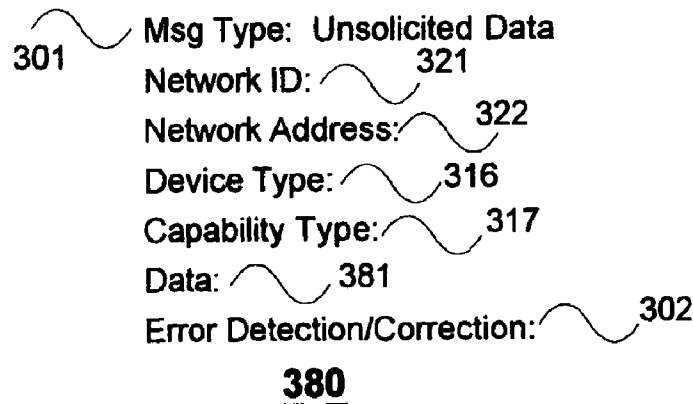 301 Msg Type: Unsolicited Data
Network ID: 321
Network Address: 322
Device Type: 316
Capability Type: 317
Data: 381
Error Detection/Correction: 302
380